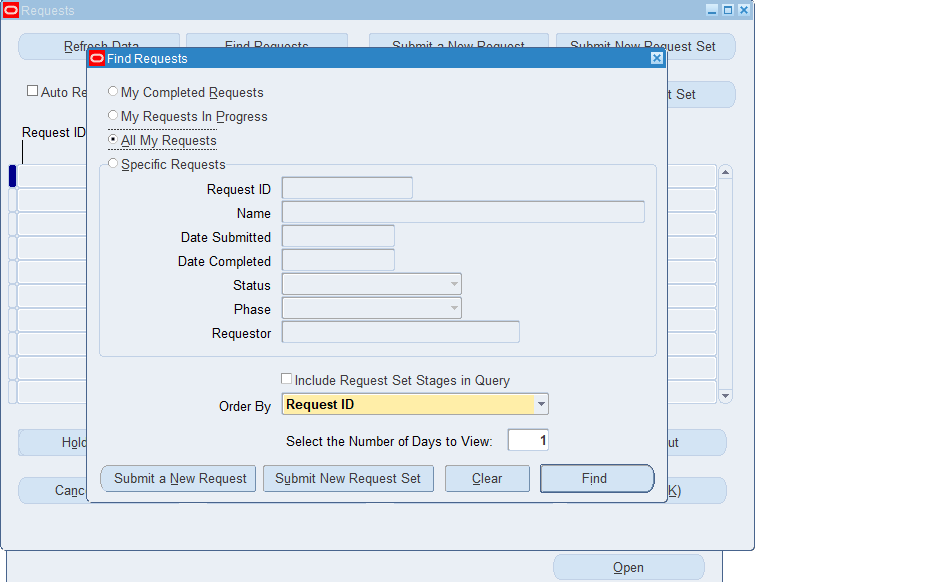 Requests
Refresh Data Find Requests Submit a New Request Submit New Request Set
Find Requests
My Completed Requests
Auto Re t Set
My Requests In Progress
Request ID
All My Requests
Specific Requests
Request ID
Name
Date Submitted
Date Completed
Status
Phase
Requestor
Include Request Set Stages in Query
Order By Request ID
Select the Number of Days to View: 1
Hold ut
Submit a New Request Submit New Request Set Clear Find
Canc K)
Open